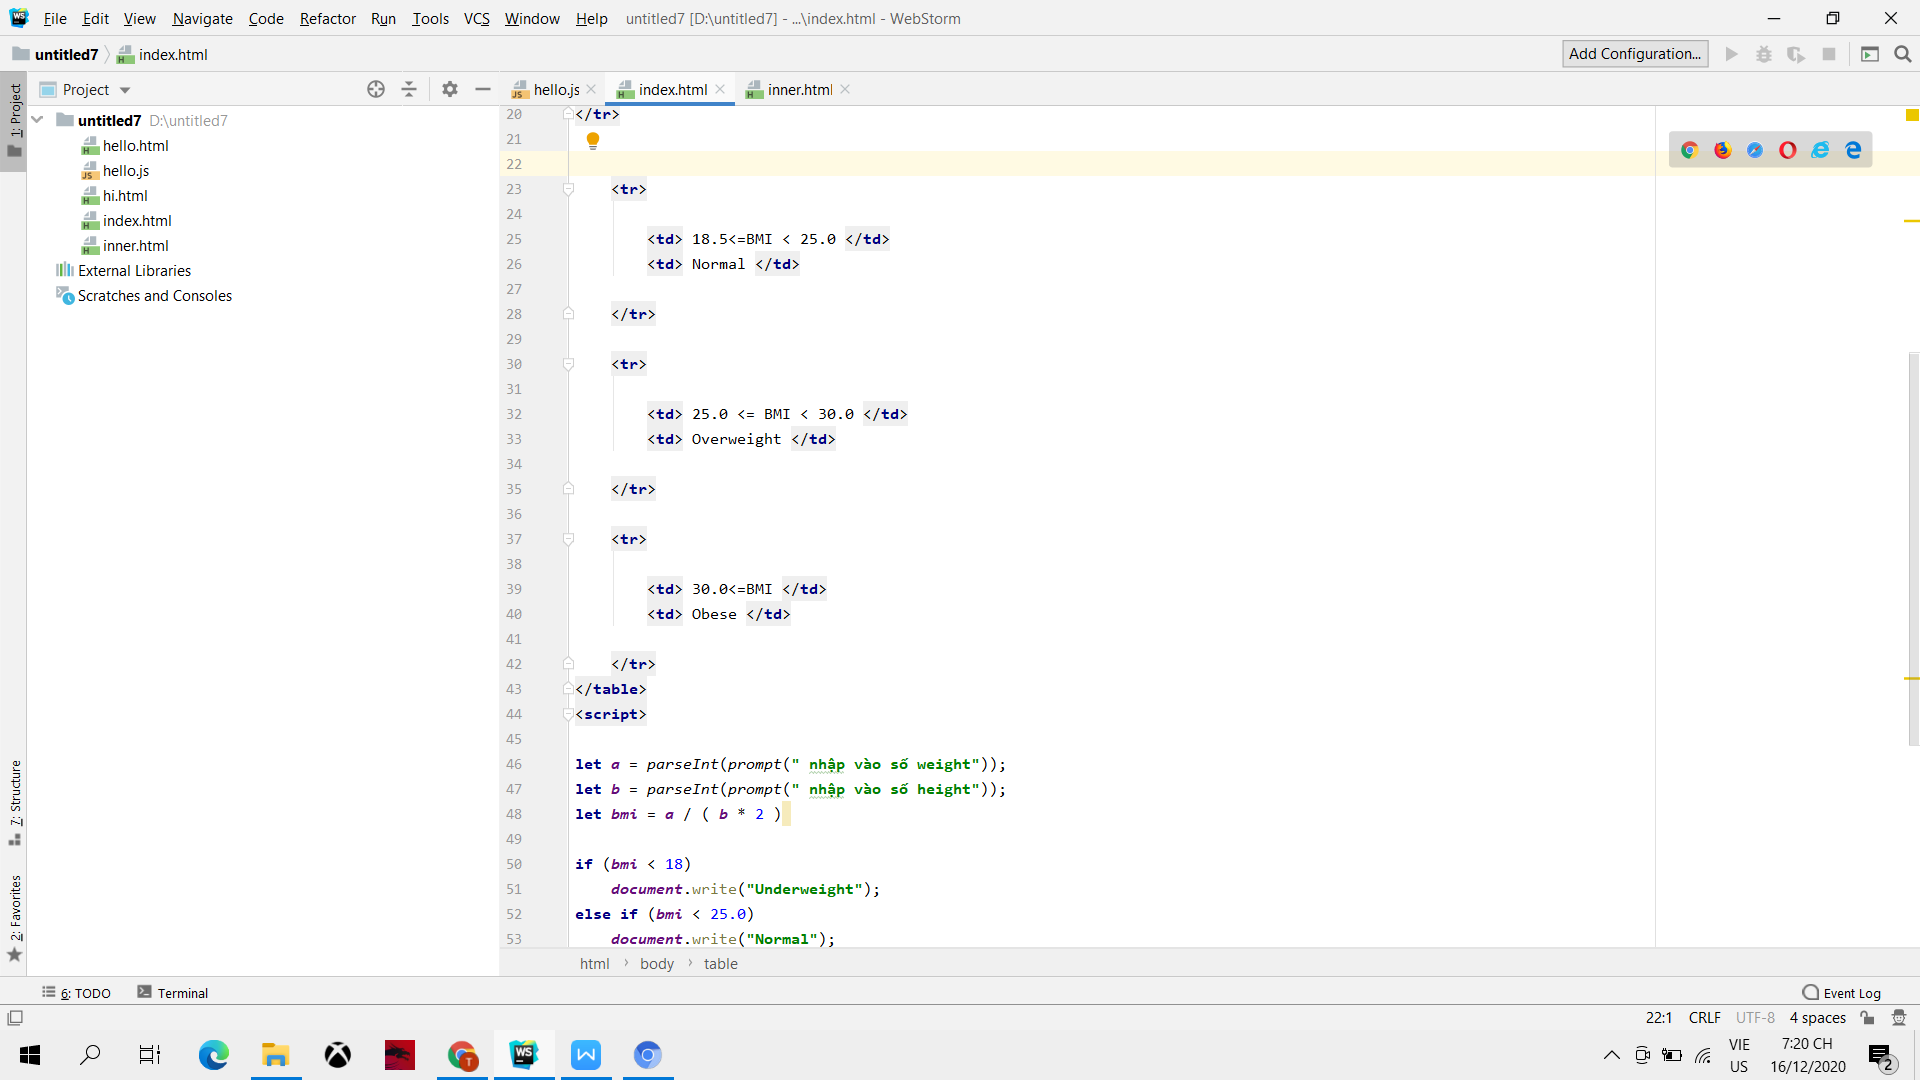 File Edit View Navigate Code Refactor Run Tools VCS Window Help untitled7 [D:\untitled7] - ...\index.html - WebStorm
untitled7 index.html Add Configuration...
1: Project
Project
hello.js index.html inner.html
untitled7 D:\untitled7
hello.html
hello.js
hi.html
index.html
inner.html
External Libraries
Scratches and Consoles
20 </tr>
21
22
23 <tr>
24
25 <td> 18.5<=BMI < 25.0 </td>
26 <td> Normal </td>
27
28 </tr>
29
30 <tr>
31
32 <td> 25.0 <= BMI < 30.0 </td>
33 <td> Overweight </td>
34
35 </tr>
36
37 <tr>
38
39 <td> 30.0<=BMI </td>
40 <td> Obese </td>
41
42 </tr>
43 </table>
44 <script>
45
46 let a = parseInt(prompt(" nhập vào số weight"));
47 let b = parseInt(prompt(" nhập vào số height"));
48 let bmi = a / ( b * 2 )
49
50 if (bmi < 18)
51 document.write("Underweight");
52 else if (bmi < 25.0)
53 document.write("Normal");
7: Structure
2: Favorites
html › body › table
6: TODO Terminal Event Log
22:1 CRLF UTF-8 4 spaces
VIE
US
7:20 CH
16/12/2020
2